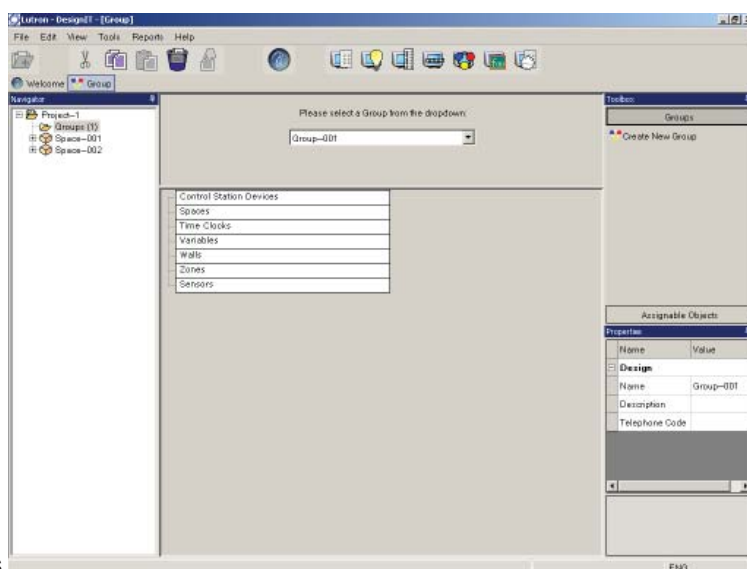 Lutron - DesignIT - [Group]
File Edit View Tools Reports Help
Welcome Group
Navigator
Project-1
Groups (1)
Space-001
Space-002
Please select a Group from the dropdown:
Group-001
Control Station Devices
Spaces
Time Clocks
Variables
Walls
Zones
Sensors
Toolbox
Groups
Create New Group
Assignable Objects
Properties
Name Value
Design
Name Group-001
Description
Telephone Code
ENG